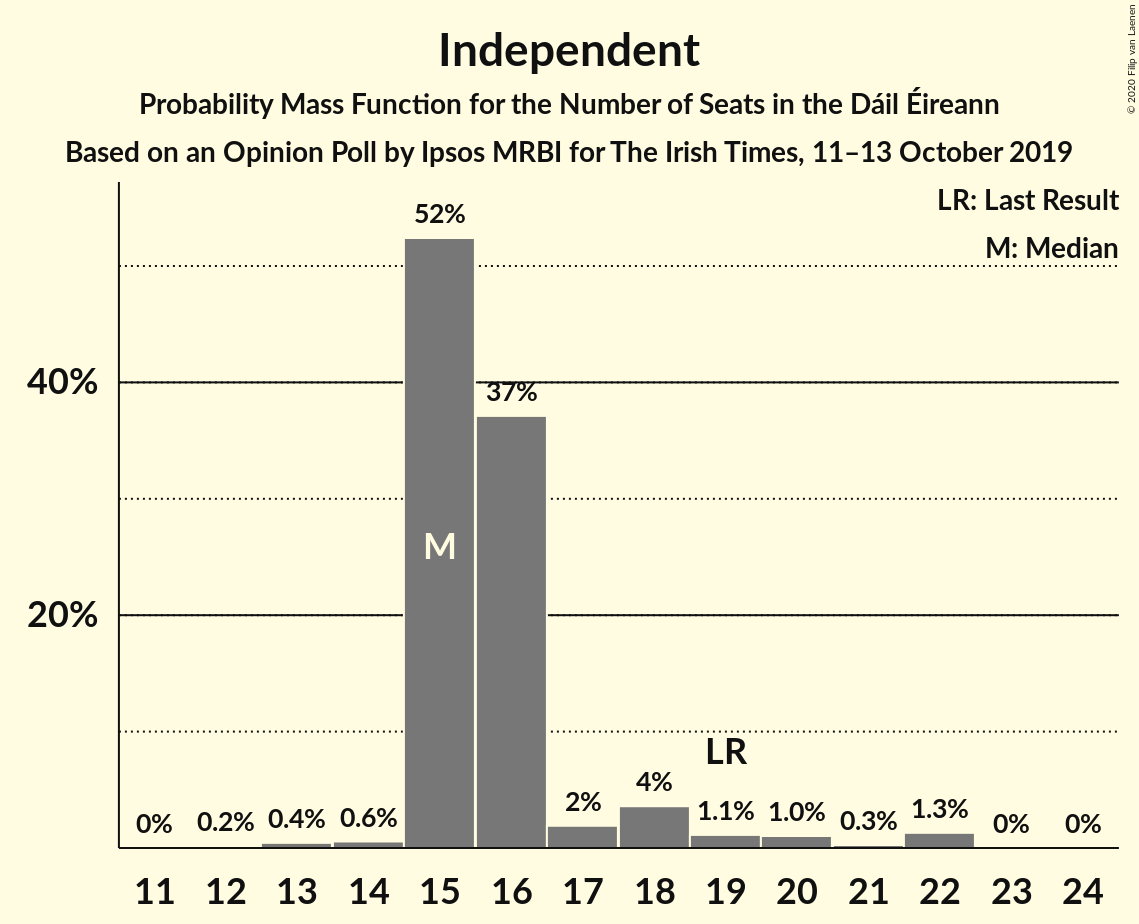 Independent
Probability Mass Function for the Number of Seats in the Dáil Éireann
Based on an Opinion Poll by Ipsos MRBI for The Irish Times, 11–13 October 2019
© 2020 Filip van Laenen
LR: Last Result
M: Median
40%
20%
0%
0.2%
0.4%
0.6%
52%
M
37%
2%
4%
LR
1.1%
1.0%
0.3%
1.3%
0%
0%
11 12 13 14 15 16 17 18 19 20 21 22 23 24